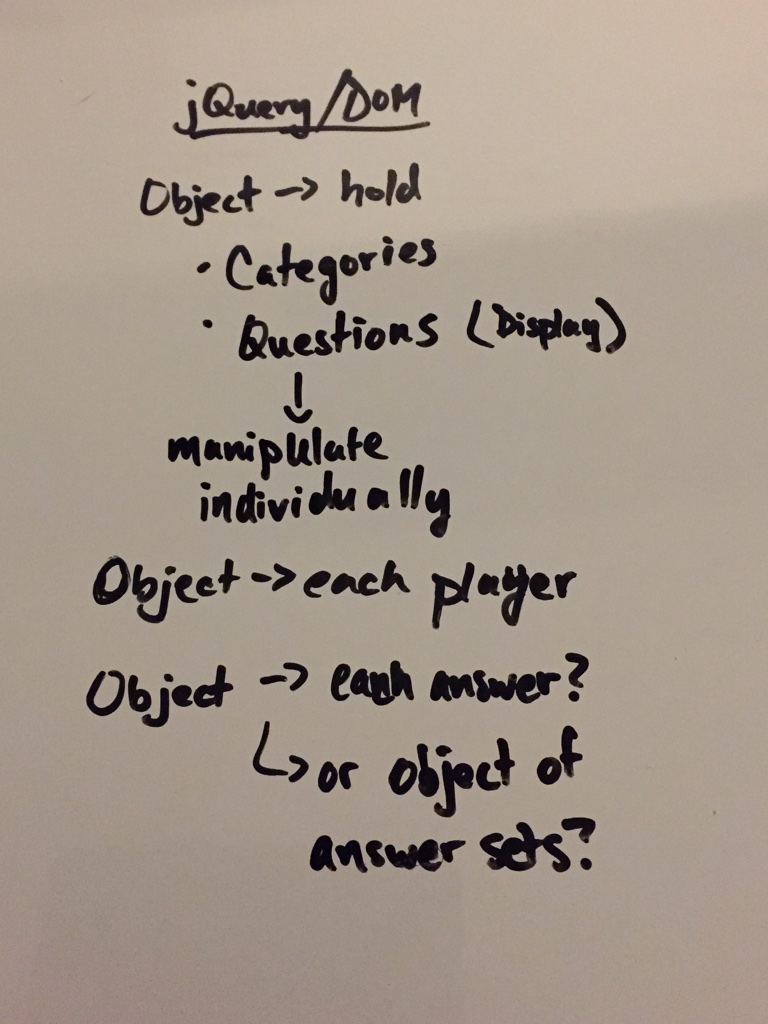 jQuery/DOM
Object -> hold
• Categories
• Questions (Display)
↓
manipulate
individually
Object -> each player
Object -> each answer?
↳ or object of
answer sets?